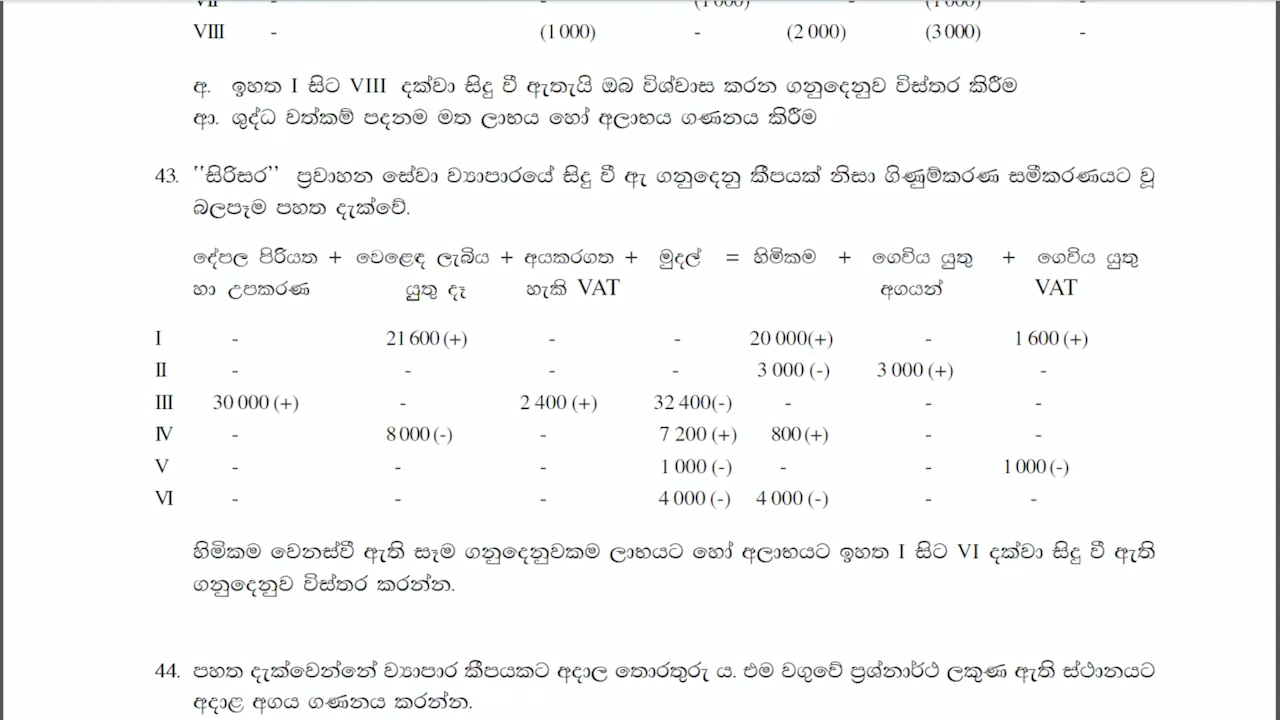 VII - - (1 000) - (1 000) -
VIII - (1 000) - (2 000) (3 000) -
අ. ඉහත I සිට VIII දක්වා සිදු වී ඇතැයි ඔබ විශ්වාස කරන ගනුදෙනුව විස්තර කිරීම
ආ. ශුද්ධ වත්කම් පදනම මත ලාභය හෝ අලාභය ගණනය කිරීම
43. “සිරිසර” ප්‍රවාහන සේවා ව්‍යාපාරයේ සිදු වී ඇ ගනුදෙනු කීපයක් නිසා ගිණුම්කරණ සමීකරණයට වූ
බලපෑම පහත දැක්වේ.
දේපල පිරියත + වෙළෙඳ ලැබිය + අයකරගත + මුදල් = හිමිකම + ගෙවිය යුතු + ගෙවිය යුතු
හා උපකරණ යුතු දෑ හැකි VAT අගයන් VAT
I - 21 600 (+) - - 20 000(+) - 1 600 (+)
II - - - - 3 000 (-) 3 000 (+) -
III 30 000 (+) - 2 400 (+) 32 400(-) - - -
IV - 8 000 (-) - 7 200 (+) 800 (+) - -
V - - - 1 000 (-) - - 1 000 (-)
VI - - - 4 000 (-) 4 000 (-) - -
හිමිකම වෙනස්වී ඇති සෑම ගනුදෙනුවකම ලාභයට හෝ අලාභයට ඉහත I සිට VI දක්වා සිදු වී ඇති
ගනුදෙනුව විස්තර කරන්න.
44. පහත දැක්වෙන්නේ ව්‍යාපාර කීපයකට අදාල තොරතුරු ය. එම වගුවේ ප්‍රශ්නාර්ථ ලකුණ ඇති ස්ථානයට
අදාළ අගය ගණනය කරන්න.